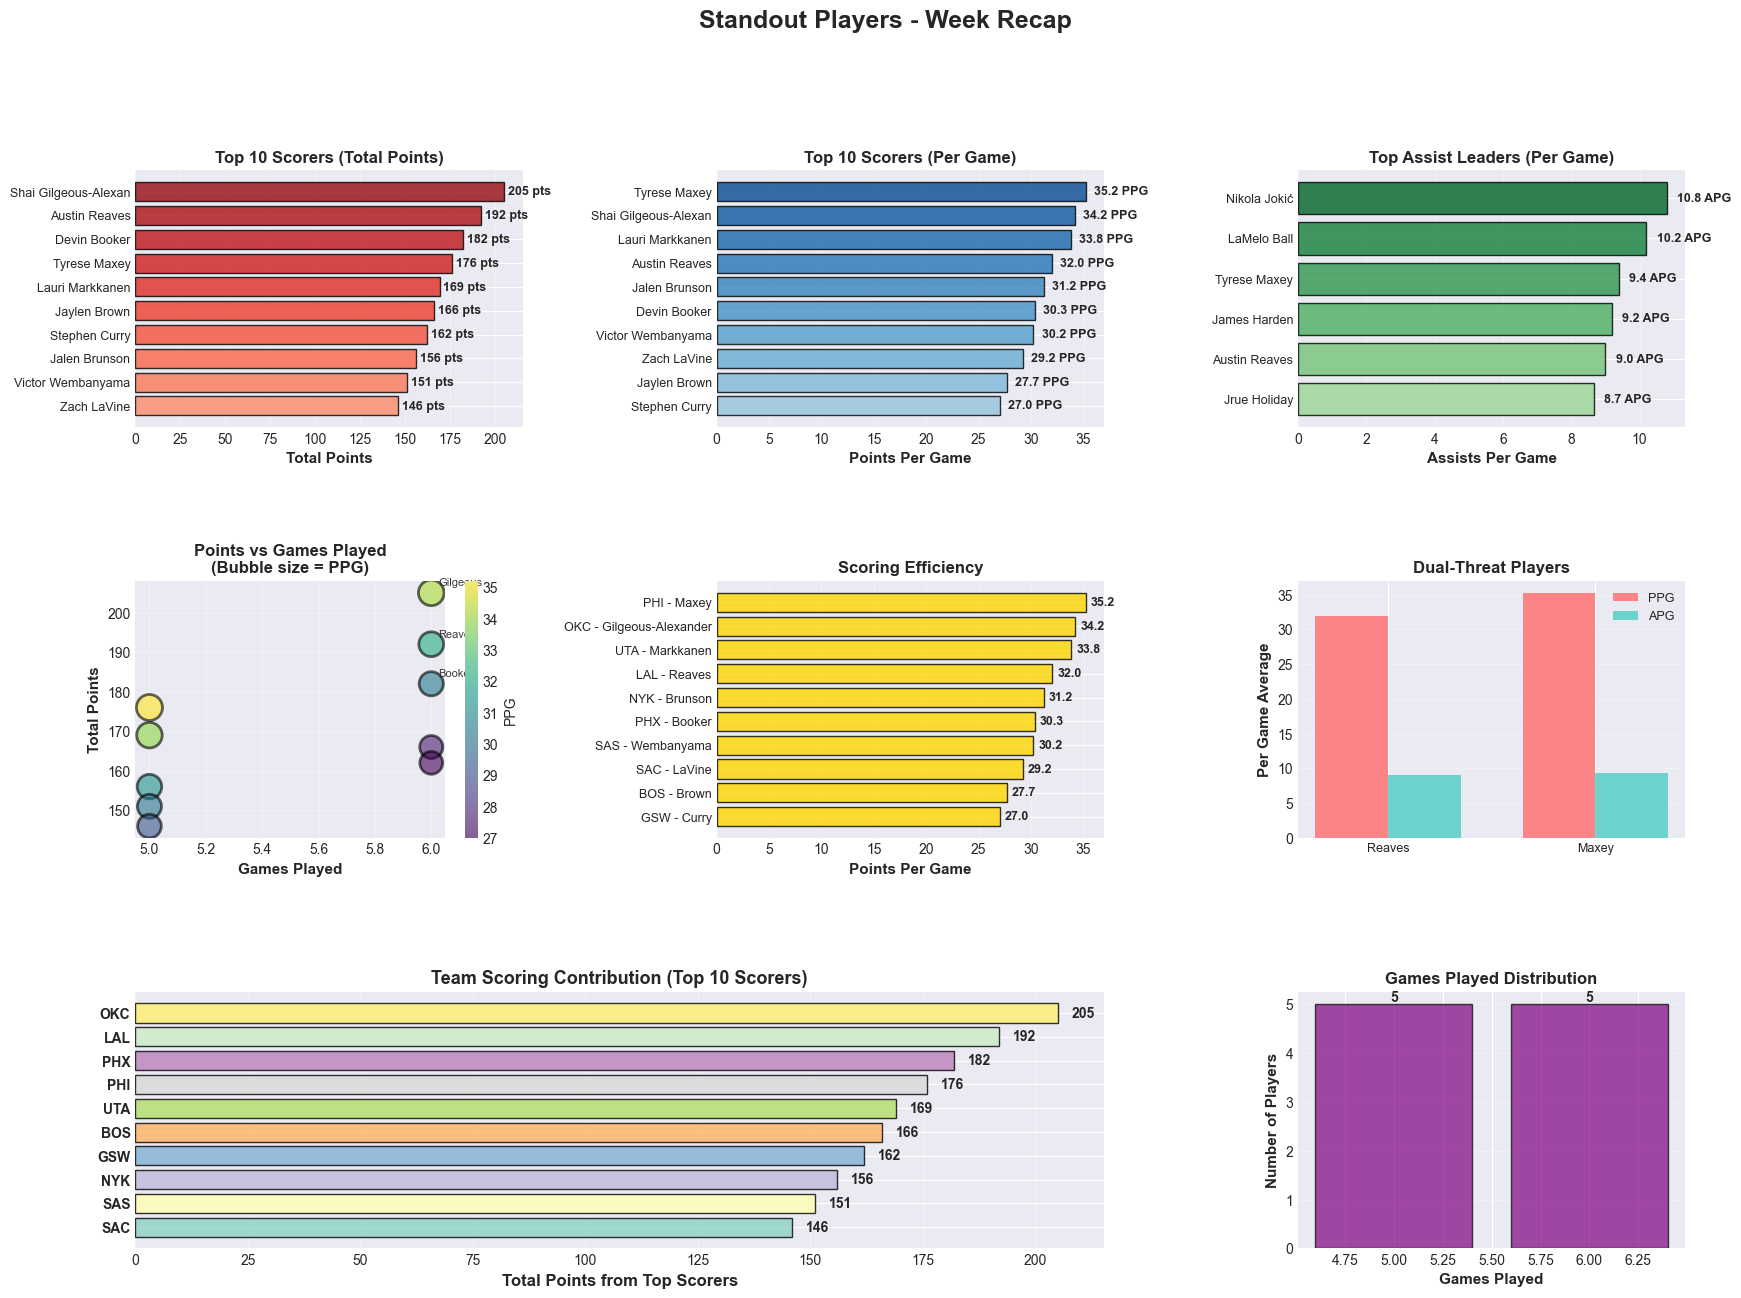 Standout Players - Week Recap
Top 10 Scorers (Total Points)
Shai Gilgeous-Alexan 205 pts
Austin Reaves 192 pts
Devin Booker 182 pts
Tyrese Maxey 176 pts
Lauri Markkanen 169 pts
Jaylen Brown 166 pts
Stephen Curry 162 pts
Jalen Brunson 156 pts
Victor Wembanyama 151 pts
Zach LaVine 146 pts
0 25 50 75 100 125 150 175 200
Total Points
Top 10 Scorers (Per Game)
Tyrese Maxey 35.2 PPG
Shai Gilgeous-Alexan 34.2 PPG
Lauri Markkanen 33.8 PPG
Austin Reaves 32.0 PPG
Jalen Brunson 31.2 PPG
Devin Booker 30.3 PPG
Victor Wembanyama 30.2 PPG
Zach LaVine 29.2 PPG
Jaylen Brown 27.7 PPG
Stephen Curry 27.0 PPG
0 5 10 15 20 25 30 35
Points Per Game
Top Assist Leaders (Per Game)
Nikola Jokić 10.8 APG
LaMelo Ball 10.2 APG
Tyrese Maxey 9.4 APG
James Harden 9.2 APG
Austin Reaves 9.0 APG
Jrue Holiday 8.7 APG
0 2 4 6 8 10
Assists Per Game
Points vs Games Played
(Bubble size = PPG)
Gilgeous
Reave
Booke
200
190
180
170
160
150
Total Points
5.0 5.2 5.4 5.6 5.8 6.0
Games Played
35
34
33
32
31
30
29
28
27
PPG
Scoring Efficiency
PHI - Maxey 35.2
OKC - Gilgeous-Alexander 34.2
UTA - Markkanen 33.8
LAL - Reaves 32.0
NYK - Brunson 31.2
PHX - Booker 30.3
SAS - Wembanyama 30.2
SAC - LaVine 29.2
BOS - Brown 27.7
GSW - Curry 27.0
0 5 10 15 20 25 30 35
Points Per Game
Dual-Threat Players
PPG
APG
35
30
25
20
15
10
5
0
Per Game Average
Reaves Maxey
Team Scoring Contribution (Top 10 Scorers)
OKC 205
LAL 192
PHX 182
PHI 176
UTA 169
BOS 166
GSW 162
NYK 156
SAS 151
SAC 146
0 25 50 75 100 125 150 175 200
Total Points from Top Scorers
Games Played Distribution
5 5
5
4
3
2
1
0
Number of Players
4.75 5.00 5.25 5.50 5.75 6.00 6.25
Games Played